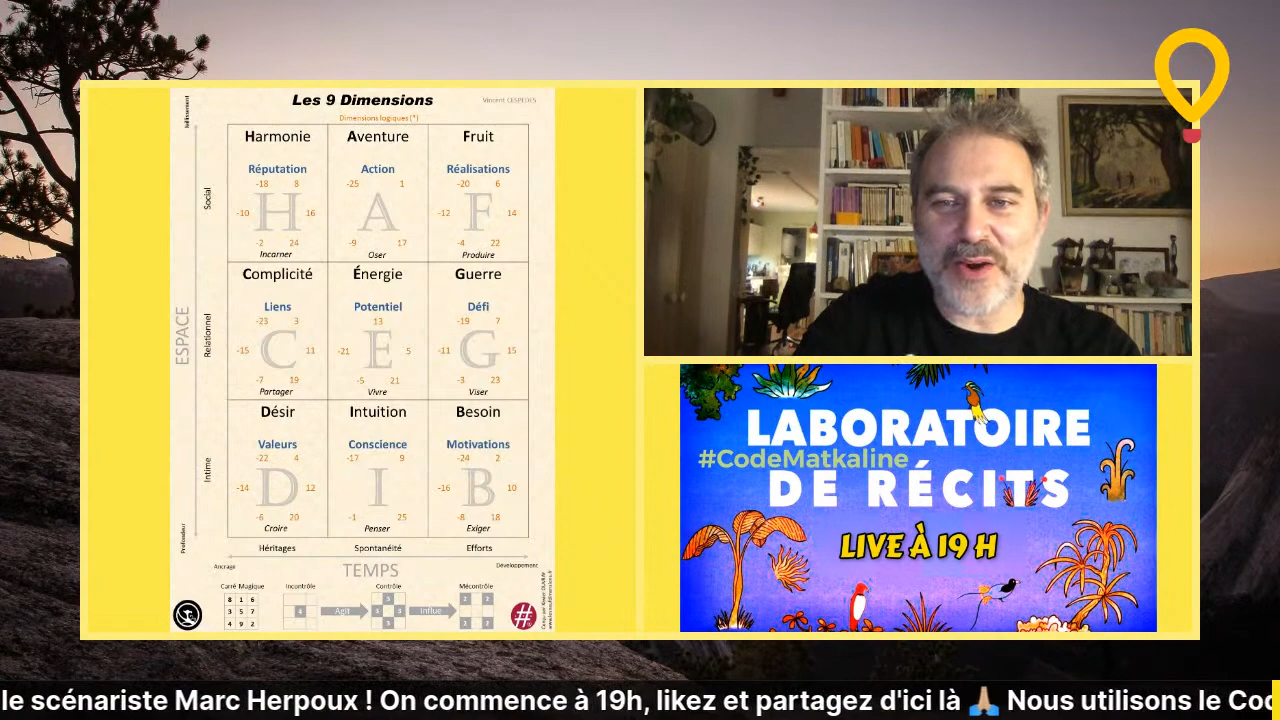 Les 9 Dimensions
Vincent CESPEDES
Dimensions logiques (*)
Jaillissement
Harmonie Aventure Fruit
Réputation Action Réalisations
-18 8 -25 1 -20 6
Social
-10 H 16 A -12 F 14
-2 24 -9 17 -4 22
Incarner Oser Produire
Complicité Énergie Guerre
Liens Potentiel Défi
-23 3 13 -19 7
ESPACE
Relationnel
-15 C 11 -21 E 5 -11 G 15
-7 19 -5 21 -3 23
Partager Vivre Viser
Désir Intuition Besoin
Valeurs Conscience Motivations
-22 4 -17 9 -24 2
Intime
-14 D 12 I -16 B 10
-6 20 -1 25 -8 18
Croire Penser Exiger
Profondeur
Héritages Spontanéité Efforts
Ancrage Développement
TEMPS
Carré Magique Incontrôle Contrôle Mécontrôle
8 1 6
3 5 7
4 9 2
Agit Influe
#
LABORATOIRE
#CodeMatkaline
DE RÉCITS
LIVE À 19 H
le scénariste Marc Herpoux ! On commence à 19h, likez et partagez d'ici là 🙏🏼 Nous utilisons le Cod